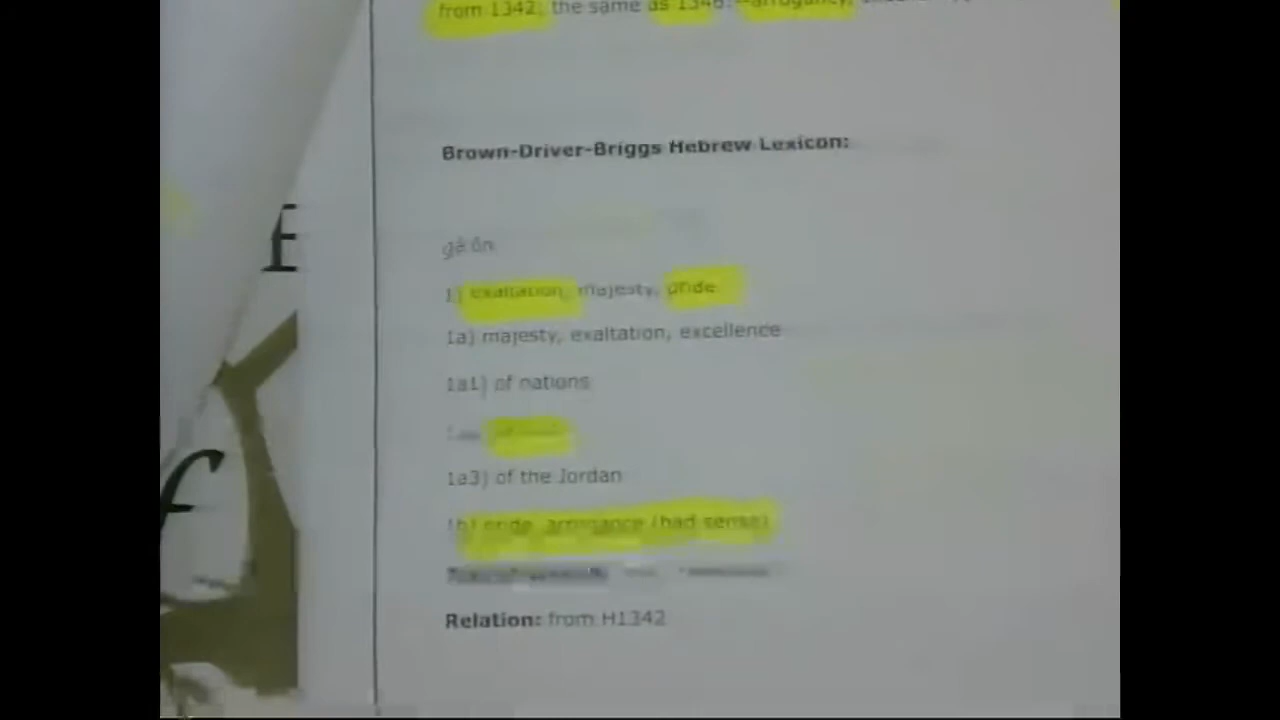 from 1342; the same as 1346:--arrogancy,
Brown-Driver-Briggs Hebrew Lexicon:
gâ'ôn
1) exaltation, majesty, pride
1a) majesty, exaltation, excellence
1a1) of nations
1a3) of the Jordan
1b) pride, arrogance (bad sense)
Relation: from H1342
F
f